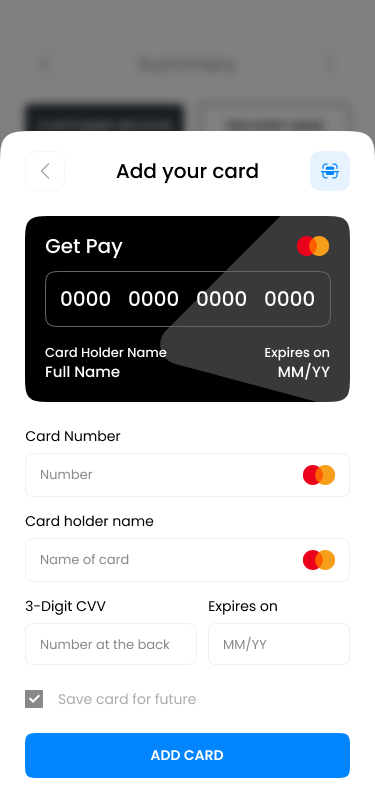 Summary
Add your card
Get Pay
0000 0000 0000 0000
Card Holder Name Expires on
Full Name MM/YY
Card Number
Number
Card holder name
Name of card
3-Digit CVV Expires on
Number at the back MM/YY
Save card for future
ADD CARD